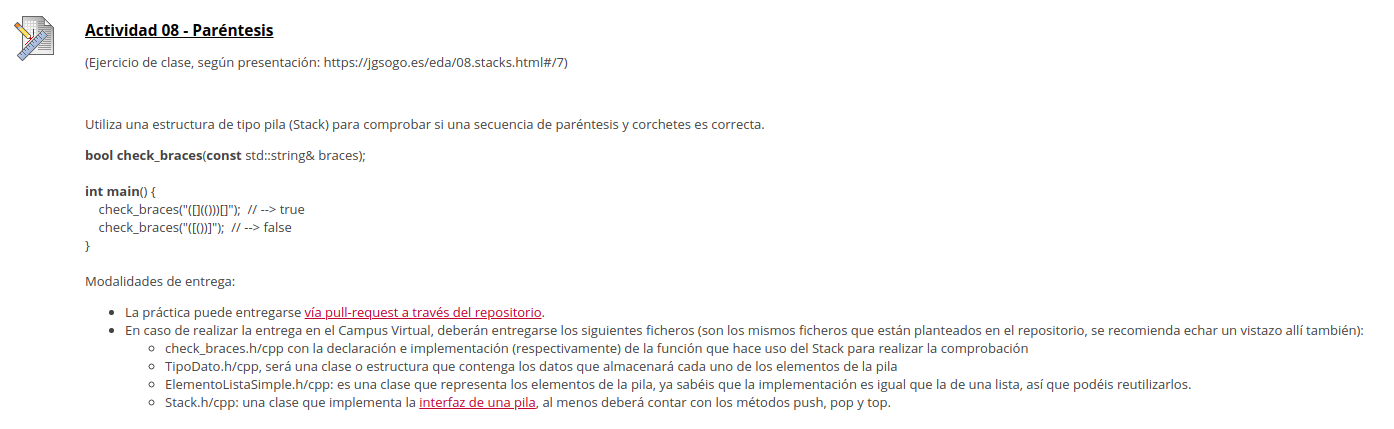 Actividad 08 - Paréntesis
(Ejercicio de clase, según presentación: https://jgsogo.es/eda/08.stacks.html#/7)
Utiliza una estructura de tipo pila (Stack) para comprobar si una secuencia de paréntesis y corchetes es correcta.
bool check_braces(const std::string& braces);
int main() {
check_braces("([](()))[]");  // --> true
check_braces("([())]");  // --> false
}
Modalidades de entrega:
• La práctica puede entregarse vía pull-request a través del repositorio.
• En caso de realizar la entrega en el Campus Virtual, deberán entregarse los siguientes ficheros (son los mismos ficheros que están planteados en el repositorio, se recomienda echar un vistazo allí también):
◦ check_braces.h/cpp con la declaración e implementación (respectivamente) de la función que hace uso del Stack para realizar la comprobación
◦ TipoDato.h/cpp, será una clase o estructura que contenga los datos que almacenará cada uno de los elementos de la pila
◦ ElementoListaSimple.h/cpp: es una clase que representa los elementos de la pila, ya sabéis que la implementación es igual que la de una lista, así que podéis reutilizarlos.
◦ Stack.h/cpp: una clase que implementa la interfaz de una pila, al menos deberá contar con los métodos push, pop y top.